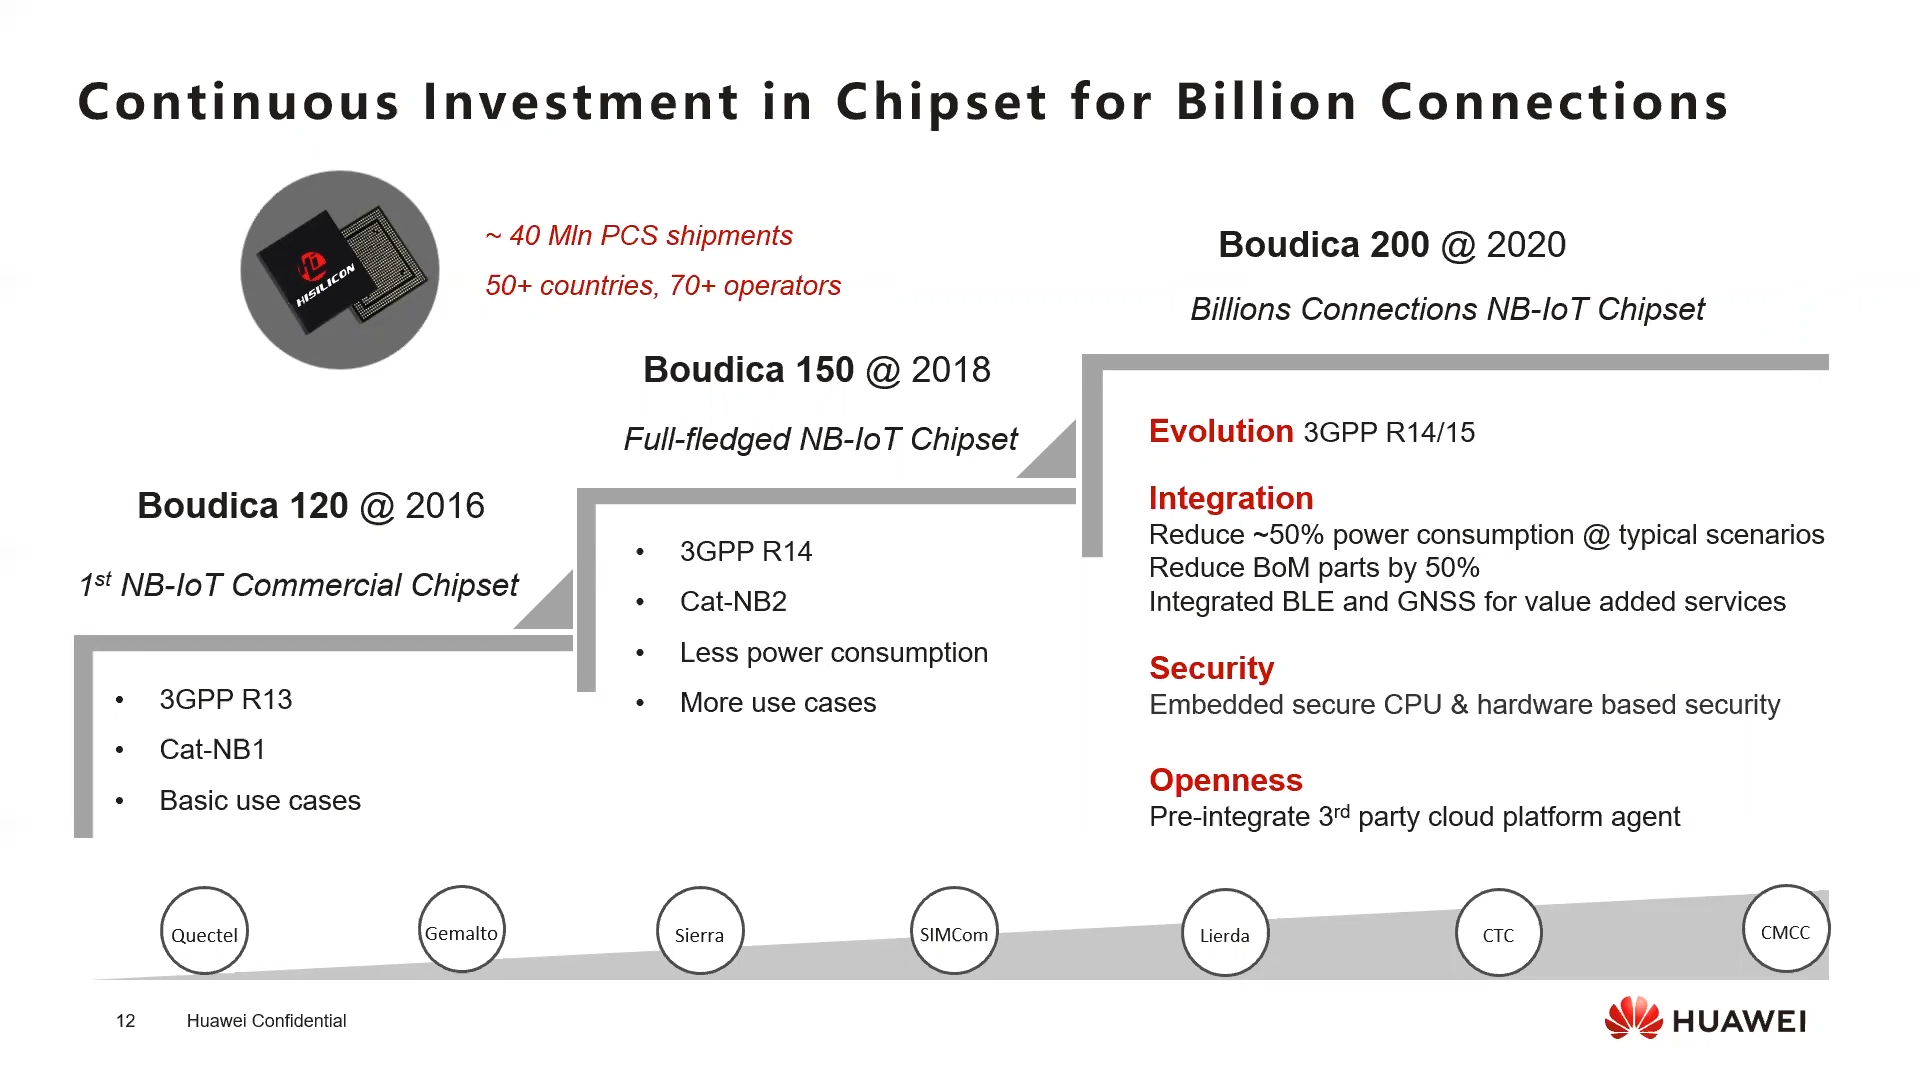 Continuous Investment in Chipset for Billion Connections
HISILICON
~ 40 Mln PCS shipments
50+ countries, 70+ operators
Boudica 120 @ 2016
1st NB-IoT Commercial Chipset
• 3GPP R13
• Cat-NB1
• Basic use cases
Boudica 150 @ 2018
Full-fledged NB-IoT Chipset
• 3GPP R14
• Cat-NB2
• Less power consumption
• More use cases
Boudica 200 @ 2020
Billions Connections NB-IoT Chipset
Evolution 3GPP R14/15
Integration
Reduce ~50% power consumption @ typical scenarios
Reduce BoM parts by 50%
Integrated BLE and GNSS for value added services
Security
Embedded secure CPU & hardware based security
Openness
Pre-integrate 3rd party cloud platform agent
Quectel
Gemalto
Sierra
SIMCom
Lierda
CTC
CMCC
12 Huawei Confidential
HUAWEI